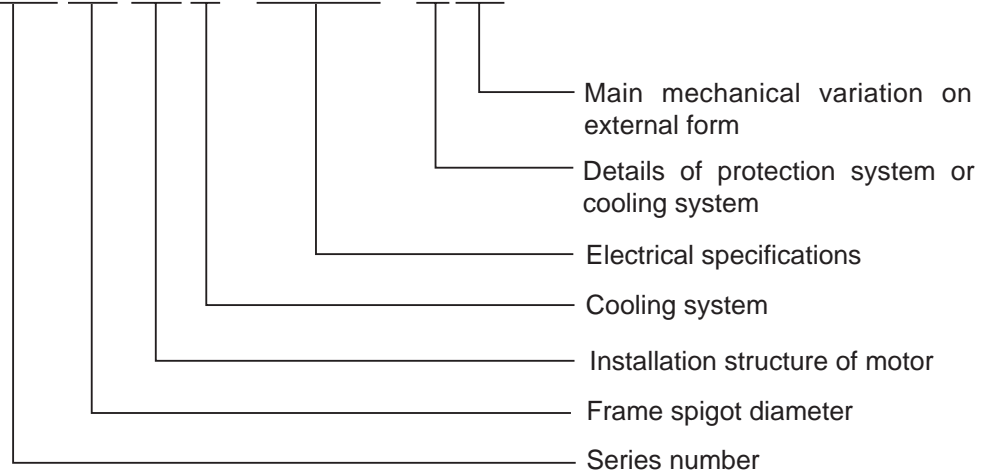 Main mechanical variation on
external form
Details of protection system or
cooling system
Electrical specifications
Cooling system
Installation structure of motor
Frame spigot diameter
Series number